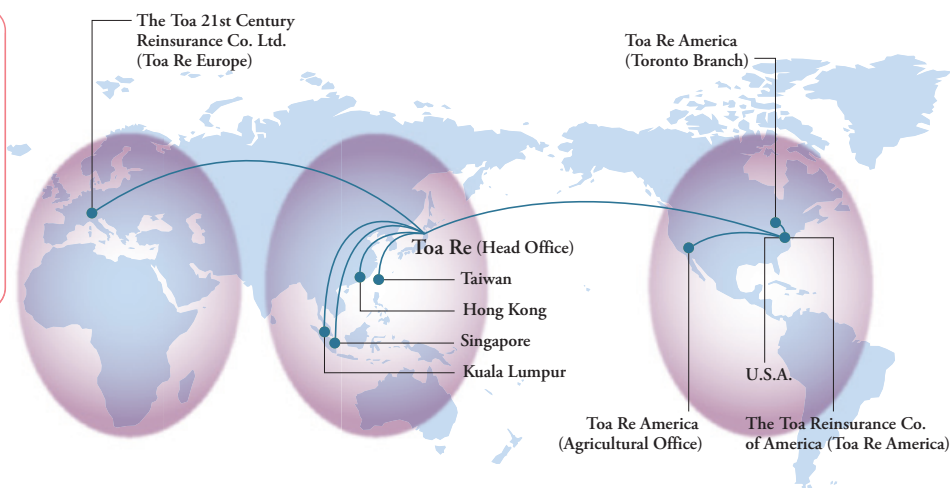 The Toa 21st Century
Reinsurance Co. Ltd.
(Toa Re Europe)
Toa Re America
(Toronto Branch)
Toa Re (Head Office)
Taiwan
Hong Kong
Singapore
Kuala Lumpur
U.S.A.
Toa Re America
(Agricultural Office)
The Toa Reinsurance Co.
of America (Toa Re America)